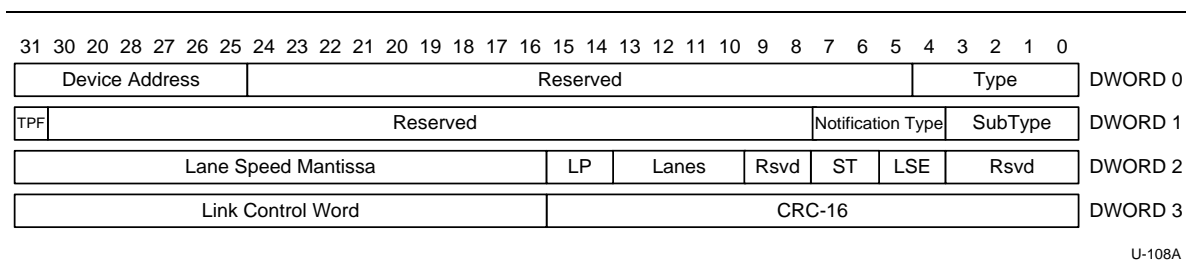 31 30 20 28 27 26 25 24 23 22 21 20 19 18 17 16 15 14 13 12 11 10 9 8 7 6 5 4 3 2 1 0
Device Address Reserved Type DWORD 0
TPF Reserved Notification Type SubType DWORD 1
Lane Speed Mantissa LP Lanes Rsvd ST LSE Rsvd DWORD 2
Link Control Word CRC-16 DWORD 3
U-108A